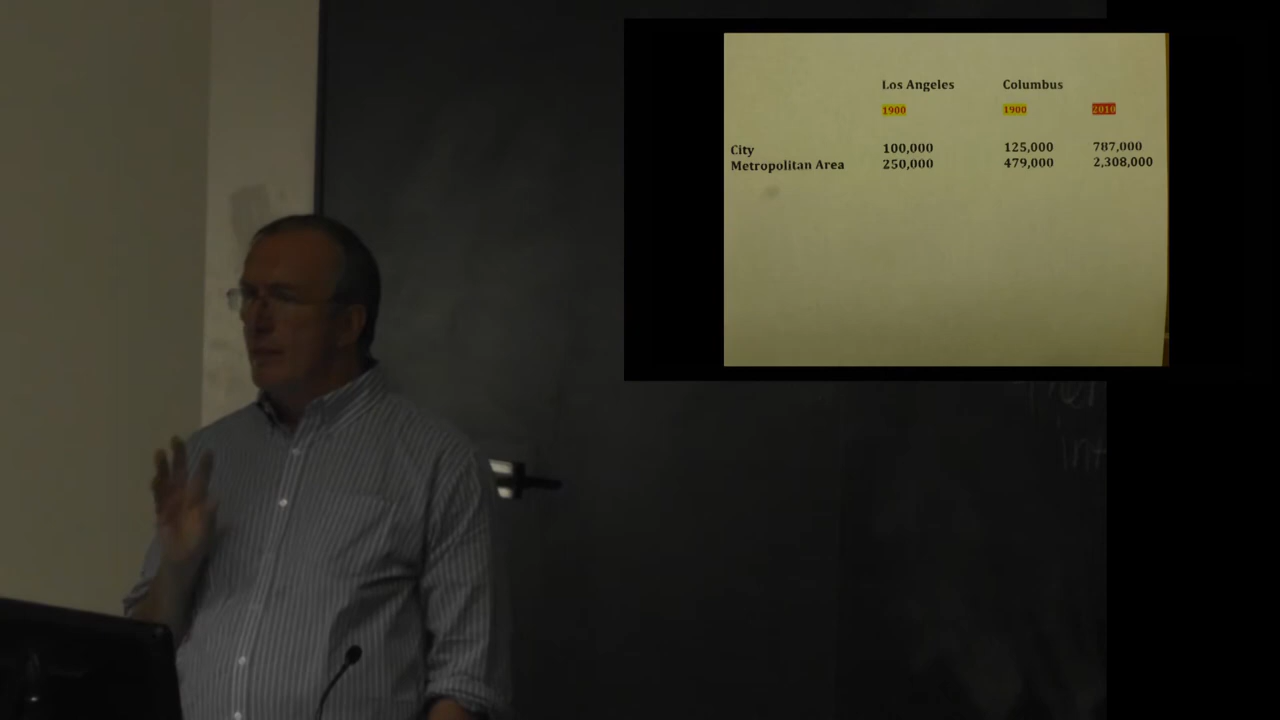 Los Angeles Columbus
1900 1900 2010
City 100,000 125,000 787,000
Metropolitan Area 250,000 479,000 2,308,000